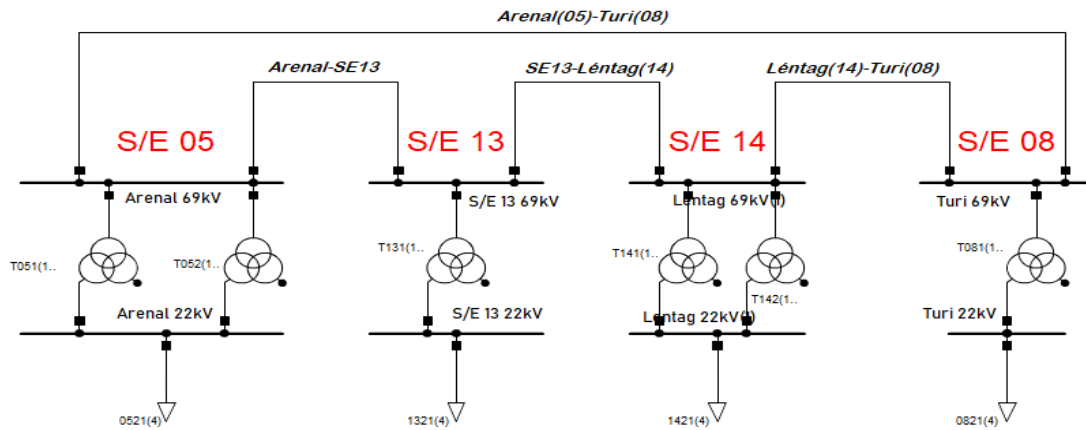 Arenal(05)-Turi(08)
Arenal-SE13
SE13-Léntag(14)
Léntag(14)-Turi(08)
S/E 05
S/E 13
S/E 14
S/E 08
Arenal 69kV
S/E 13 69kV
Léntag 69kV(I)
Turi 69kV
T051(1..
T052(1..
T131(1..
T141(1..
T142(1..
T081(1..
Arenal 22kV
S/E 13 22kV
Lentag 22kV(I)
Turi 22kV
0521(4)
1321(4)
1421(4)
0821(4)